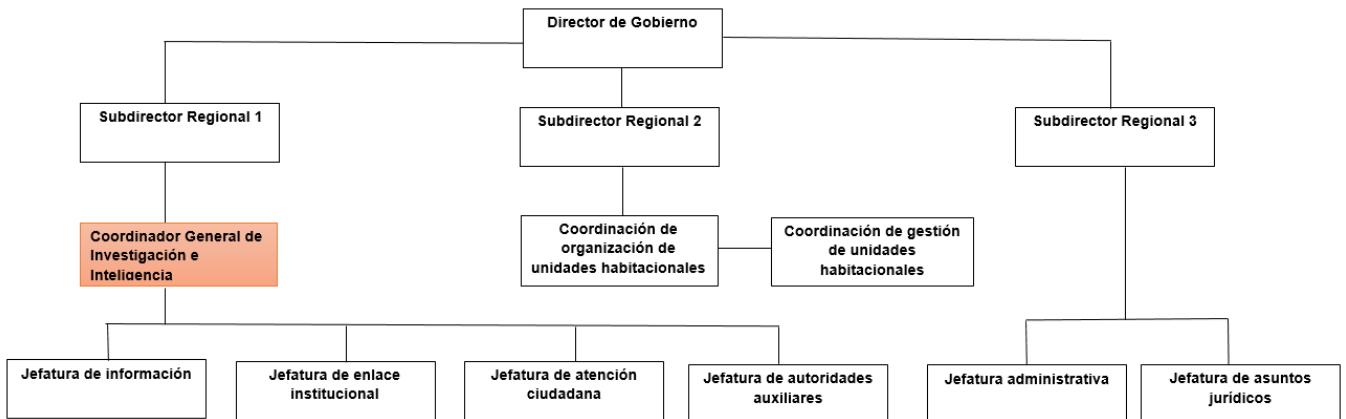 Director de Gobierno
Subdirector Regional 1
Subdirector Regional 2
Subdirector Regional 3
Coordinador General de
Investigación e
Inteligencia
Coordinación de
organización de
unidades habitacionales
Coordinación de gestión
de unidades
habitacionales
Jefatura de información
Jefatura de enlace
institucional
Jefatura de atención
ciudadana
Jefatura de autoridades
auxiliares
Jefatura administrativa
Jefatura de asuntos
jurídicos